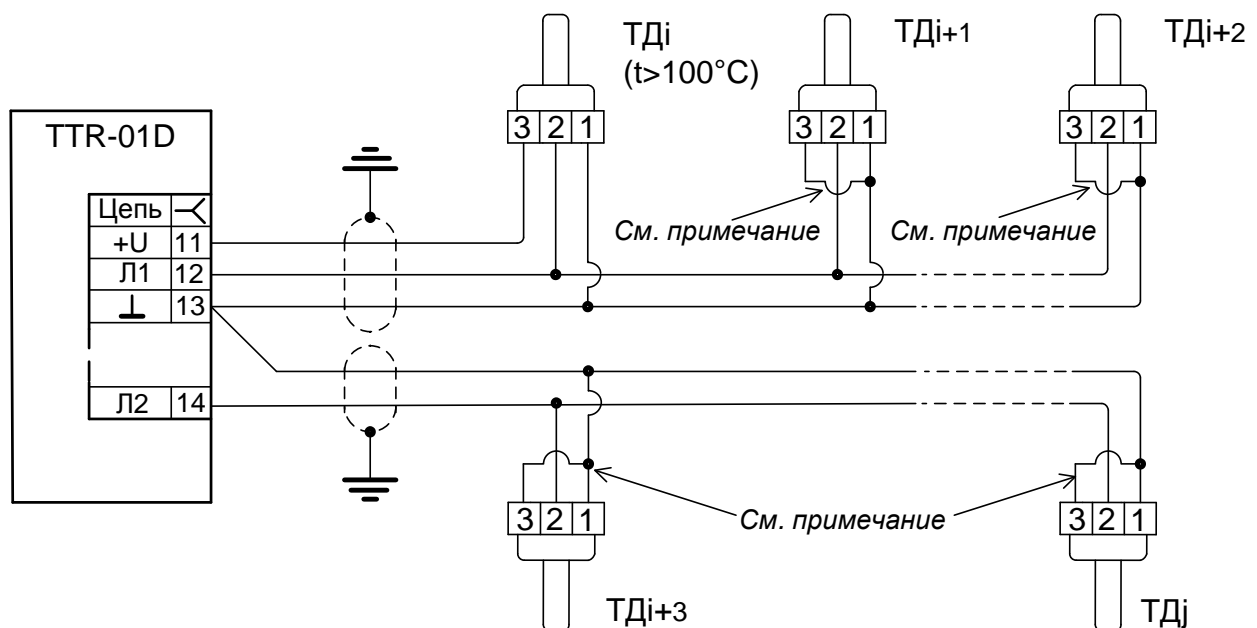 ТДi
(t>100°C)
ТДi+1
ТДi+2
3 2 1
3 2 1
3 2 1
TTR-01D
Цепь
+U 11
Л1 12
⊥ 13
Л2 14
См. примечание
См. примечание
3 2 1
См. примечание
3 2 1
ТДi+3
ТДj